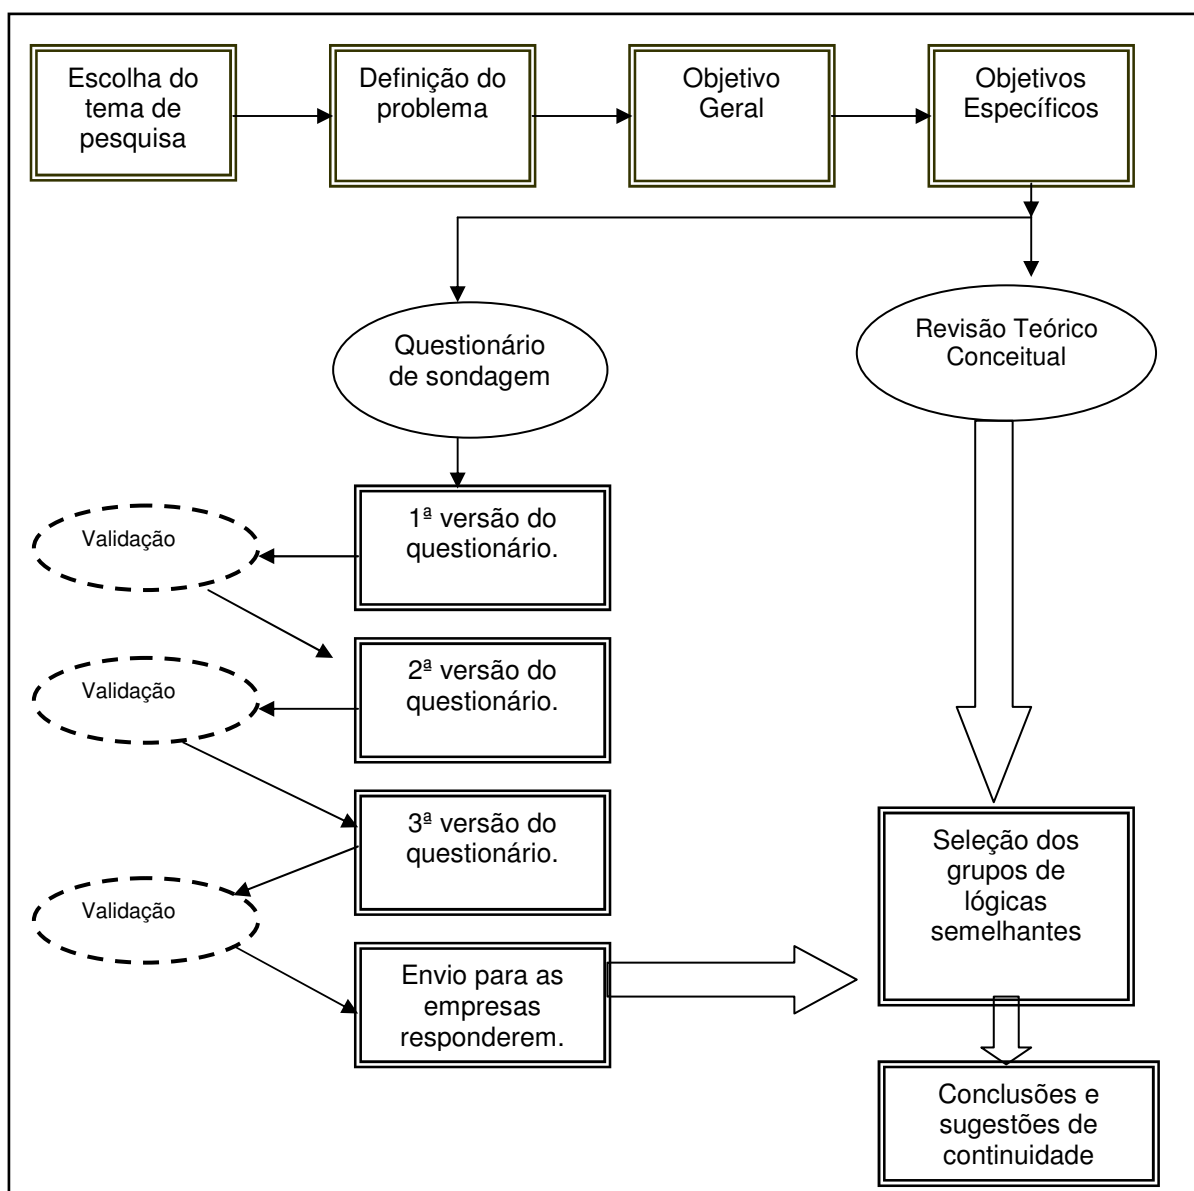 Escolha do
tema de
pesquisa
Definição do
problema
Objetivo
Geral
Objetivos
Específicos
Questionário
de sondagem
Revisão Teórico
Conceitual
1ª versão do
questionário.
Validação
2ª versão do
questionário.
Validação
3ª versão do
questionário.
Validação
Envio para as
empresas
responderem.
Seleção dos
grupos de
lógicas
semelhantes
Conclusões e
sugestões de
continuidade